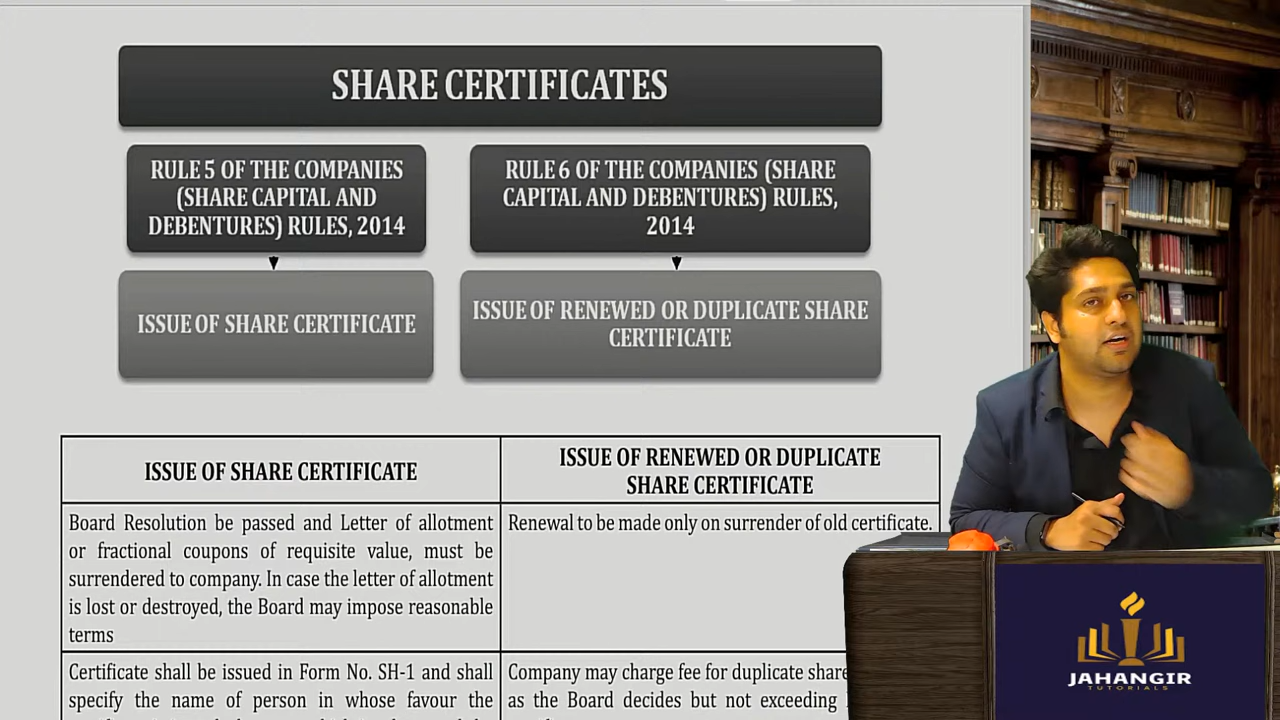 SHARE CERTIFICATES
RULE 5 OF THE COMPANIES
(SHARE CAPITAL AND
DEBENTURES) RULES, 2014
RULE 6 OF THE COMPANIES (SHARE
CAPITAL AND DEBENTURES) RULES,
2014
ISSUE OF SHARE CERTIFICATE
ISSUE OF RENEWED OR DUPLICATE SHARE
CERTIFICATE
ISSUE OF SHARE CERTIFICATE
ISSUE OF RENEWED OR DUPLICATE
SHARE CERTIFICATE
Board Resolution be passed and Letter of allotment
or fractional coupons of requisite value, must be
surrendered to company. In case the letter of allotment
is lost or destroyed, the Board may impose reasonable
terms
Renewal to be made only on surrender of old certificate.
Certificate shall be issued in Form No. SH-1 and shall
specify the name of person in whose favour the
Company may charge fee for duplicate share
as the Board decides but not exceeding
JAHANGIR
TUTORIALS